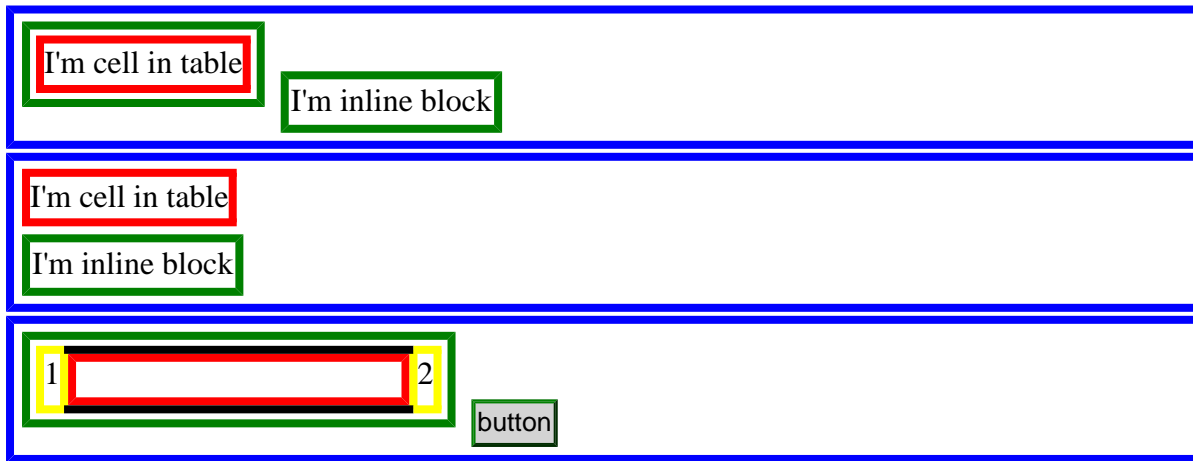 I'm cell in table
I'm inline block
I'm cell in table
I'm inline block
1 2
button